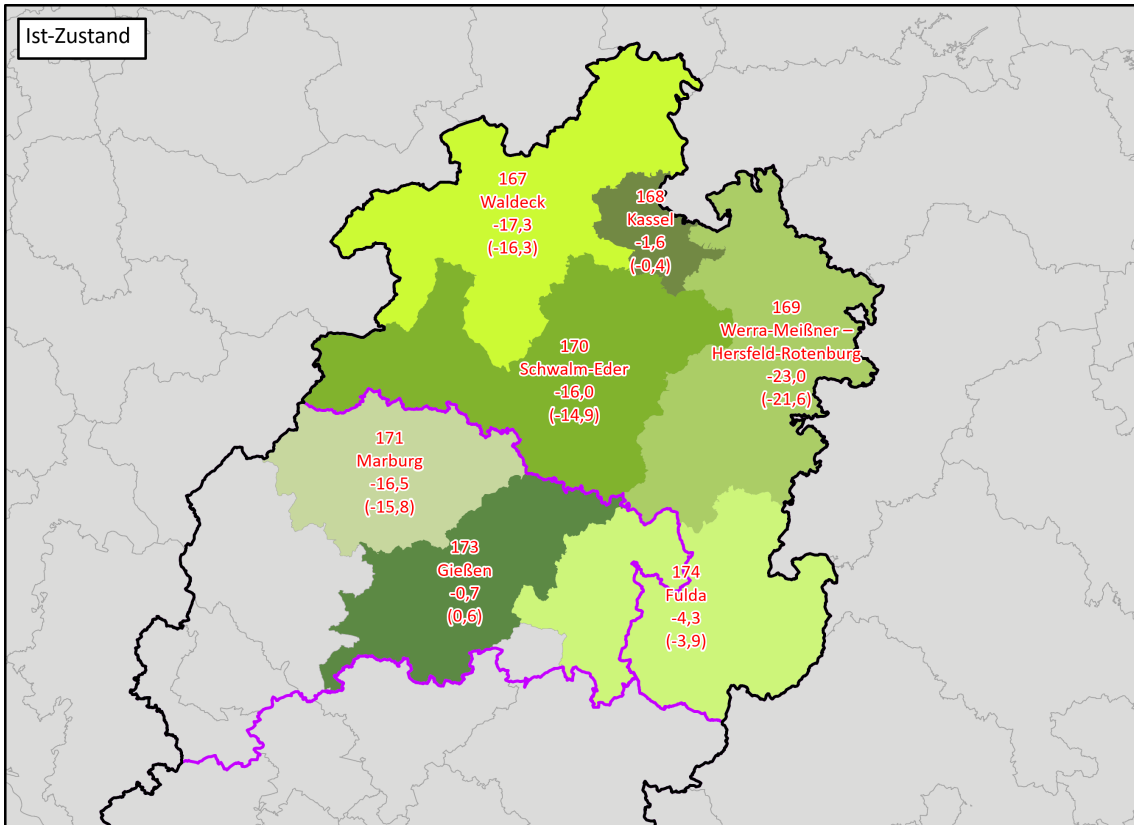 Ist-Zustand
167
Waldeck
-17,3
(-16,3)
168
Kassel
-1,6
(-0,4)
169
Werra-Meißner –
Hersfeld-Rotenburg
-23,0
(-21,6)
170
Schwalm-Eder
-16,0
(-14,9)
171
Marburg
-16,5
(-15,8)
173
Gießen
-0,7
(0,6)
174
Fulda
-4,3
(-3,9)